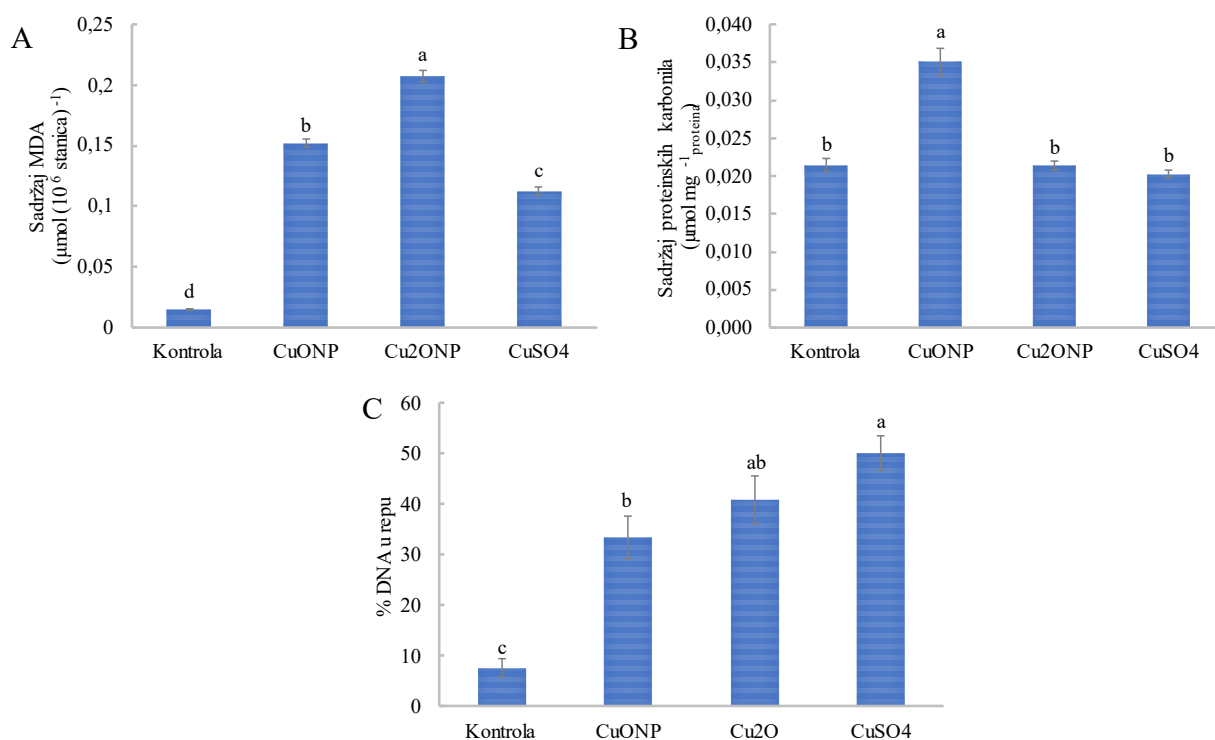 A
Sadržaj MDA
(µmol (10⁶ stanica)⁻¹)
0,25
0,2
0,15
0,1
0,05
0
d
b
a
c
Kontrola CuONP Cu2ONP CuSO4
B
Sadržaj proteinskih karbonila
(µmol mg⁻¹proteina)
0,040
0,035
0,030
0,025
0,020
0,015
0,010
0,005
0,000
b
a
b
b
Kontrola CuONP Cu2ONP CuSO4
C
% DNA u repu
60
50
40
30
20
10
0
c
b
ab
a
Kontrola CuONP Cu2O CuSO4